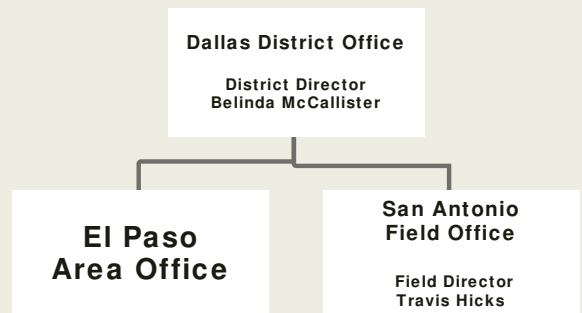 Dallas District Office
District Director
Belinda McCallister
El Paso
Area Office
San Antonio
Field Office
Field Director
Travis Hicks